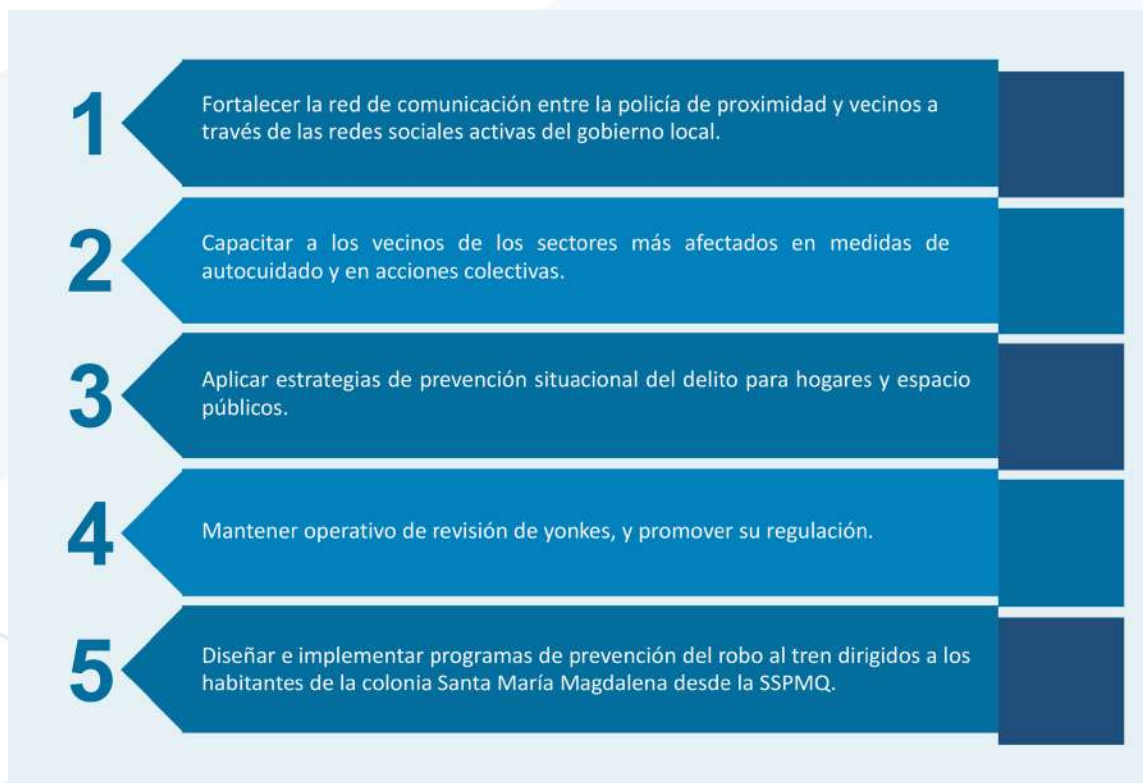 1
Fortalecer la red de comunicación entre la policía de proximidad y vecinos a
través de las redes sociales activas del gobierno local.
2
Capacitar a los vecinos de los sectores más afectados en medidas de
autocuidado y en acciones colectivas.
3
Aplicar estrategias de prevención situacional del delito para hogares y espacio
públicos.
4
Mantener operativo de revisión de yonkes, y promover su regulación.
5
Diseñar e implementar programas de prevención del robo al tren dirigidos a los
habitantes de la colonia Santa María Magdalena desde la SSPMQ.